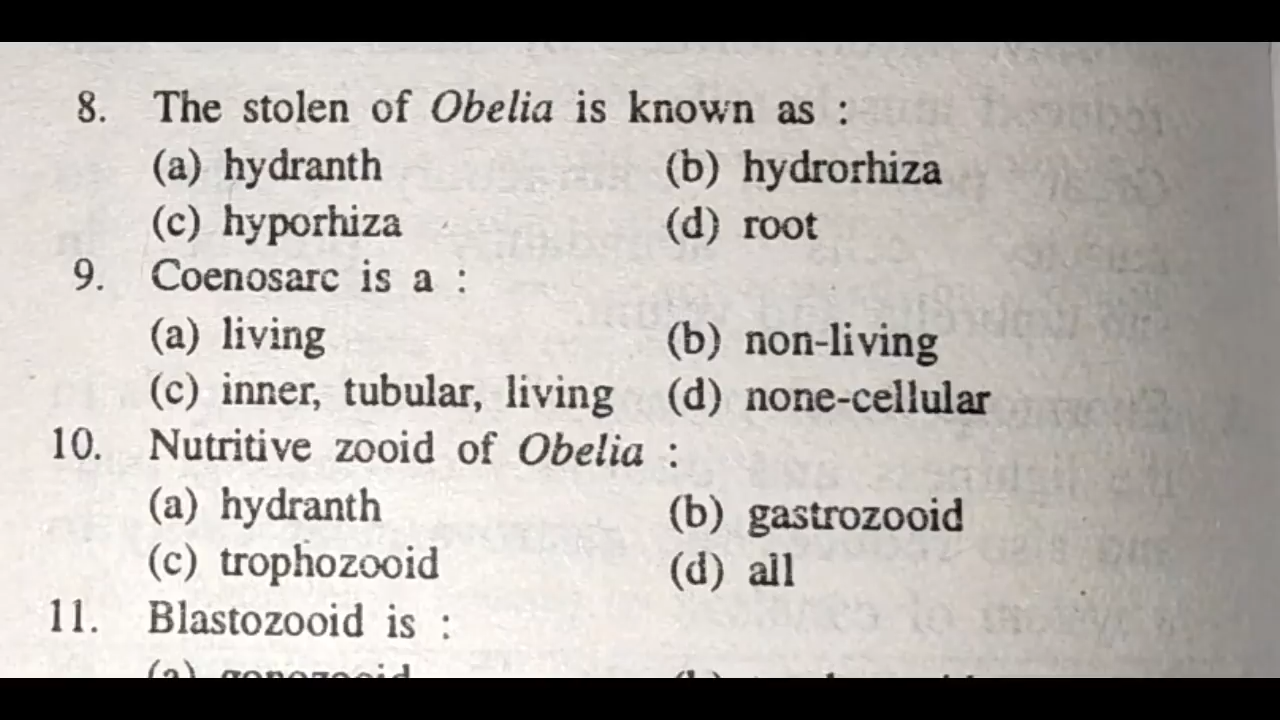 8. The stolen of Obelia is known as :
(a) hydranth (b) hydrorhiza
(c) hyporhiza (d) root
9. Coenosarc is a :
(a) living (b) non-living
(c) inner, tubular, living (d) none-cellular
10. Nutritive zooid of Obelia :
(a) hydranth (b) gastrozooid
(c) trophozooid (d) all
11. Blastozooid is :
(a) gonozooid